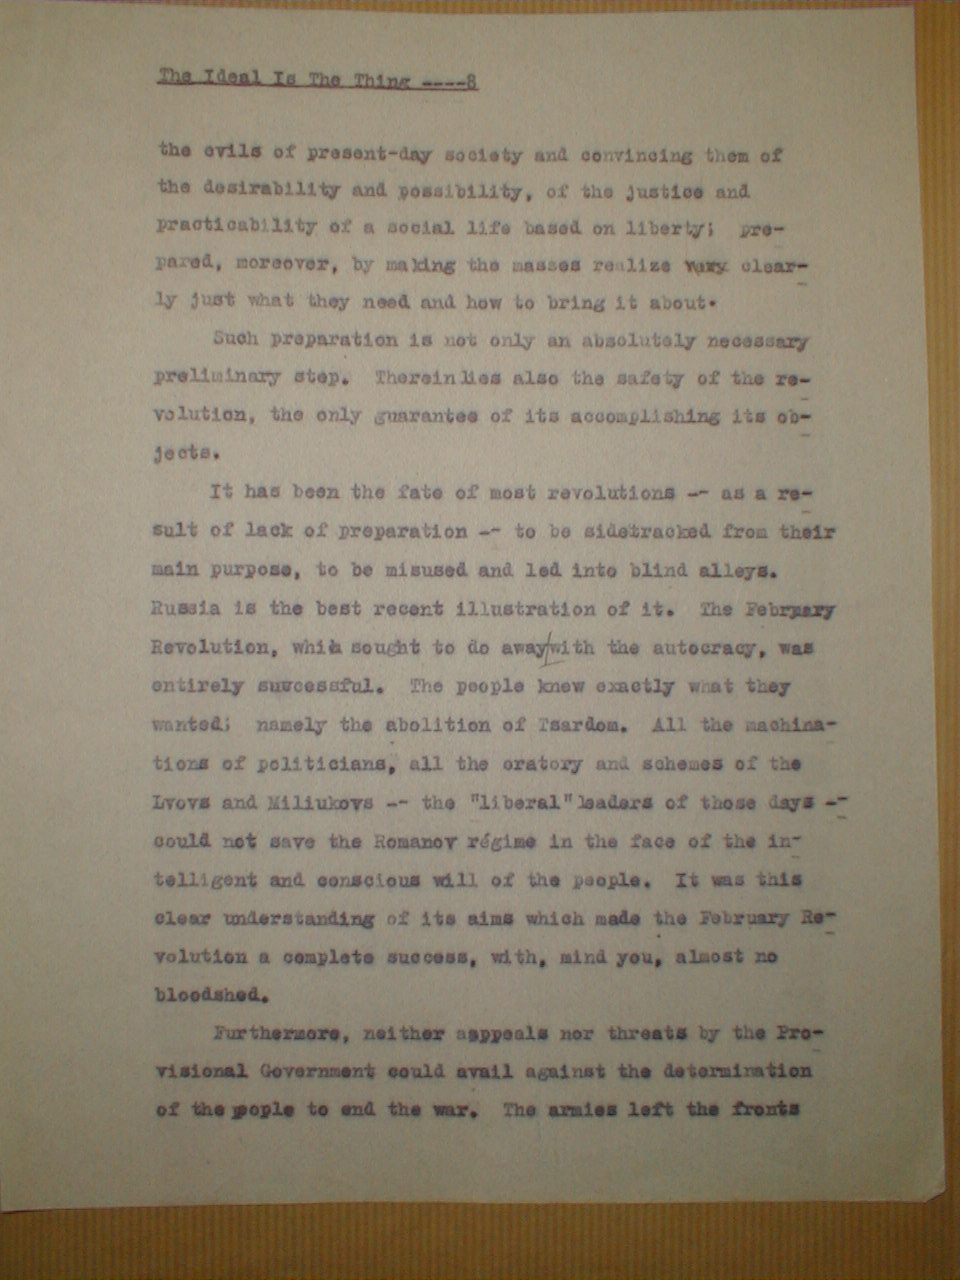 The Ideal Is The Thing ----8
the evils of present-day society and convincing them of
the desirability and possibility, of the justice and
practicability of a social life based on liberty; pre-
pared, moreover, by making the masses realize very clear-
ly just what they need and how to bring it about.
Such preparation is not only an absolutely necessary
preliminary step. Therein lies also the safety of the re-
volution, the only guarantee of its accomplishing its ob-
jects.
It has been the fate of most revolutions -- as a re-
sult of lack of preparation -- to be sidetracked from their
main purpose, to be misused and led into blind alleys.
Russia is the best recent illustration of it. The February
Revolution, which sought to do away/with the autocracy, was
entirely successful. The people knew exactly what they
wanted; namely the abolition of Tsardom. All the machina-
tions of politicians, all the oratory and schemes of the
Lvovs and Miliukovs -- the "liberal" leaders of those days --
could not save the Romanov régime in the face of the in-
telligent and conscious will of the people. It was this
clear understanding of its aims which made the February Re-
volution a complete success, with, mind you, almost no
bloodshed.
Furthermore, neither appeals nor threats by the Pro-
visional Government could avail against the determination
of the people to end the war. The armies left the fronts